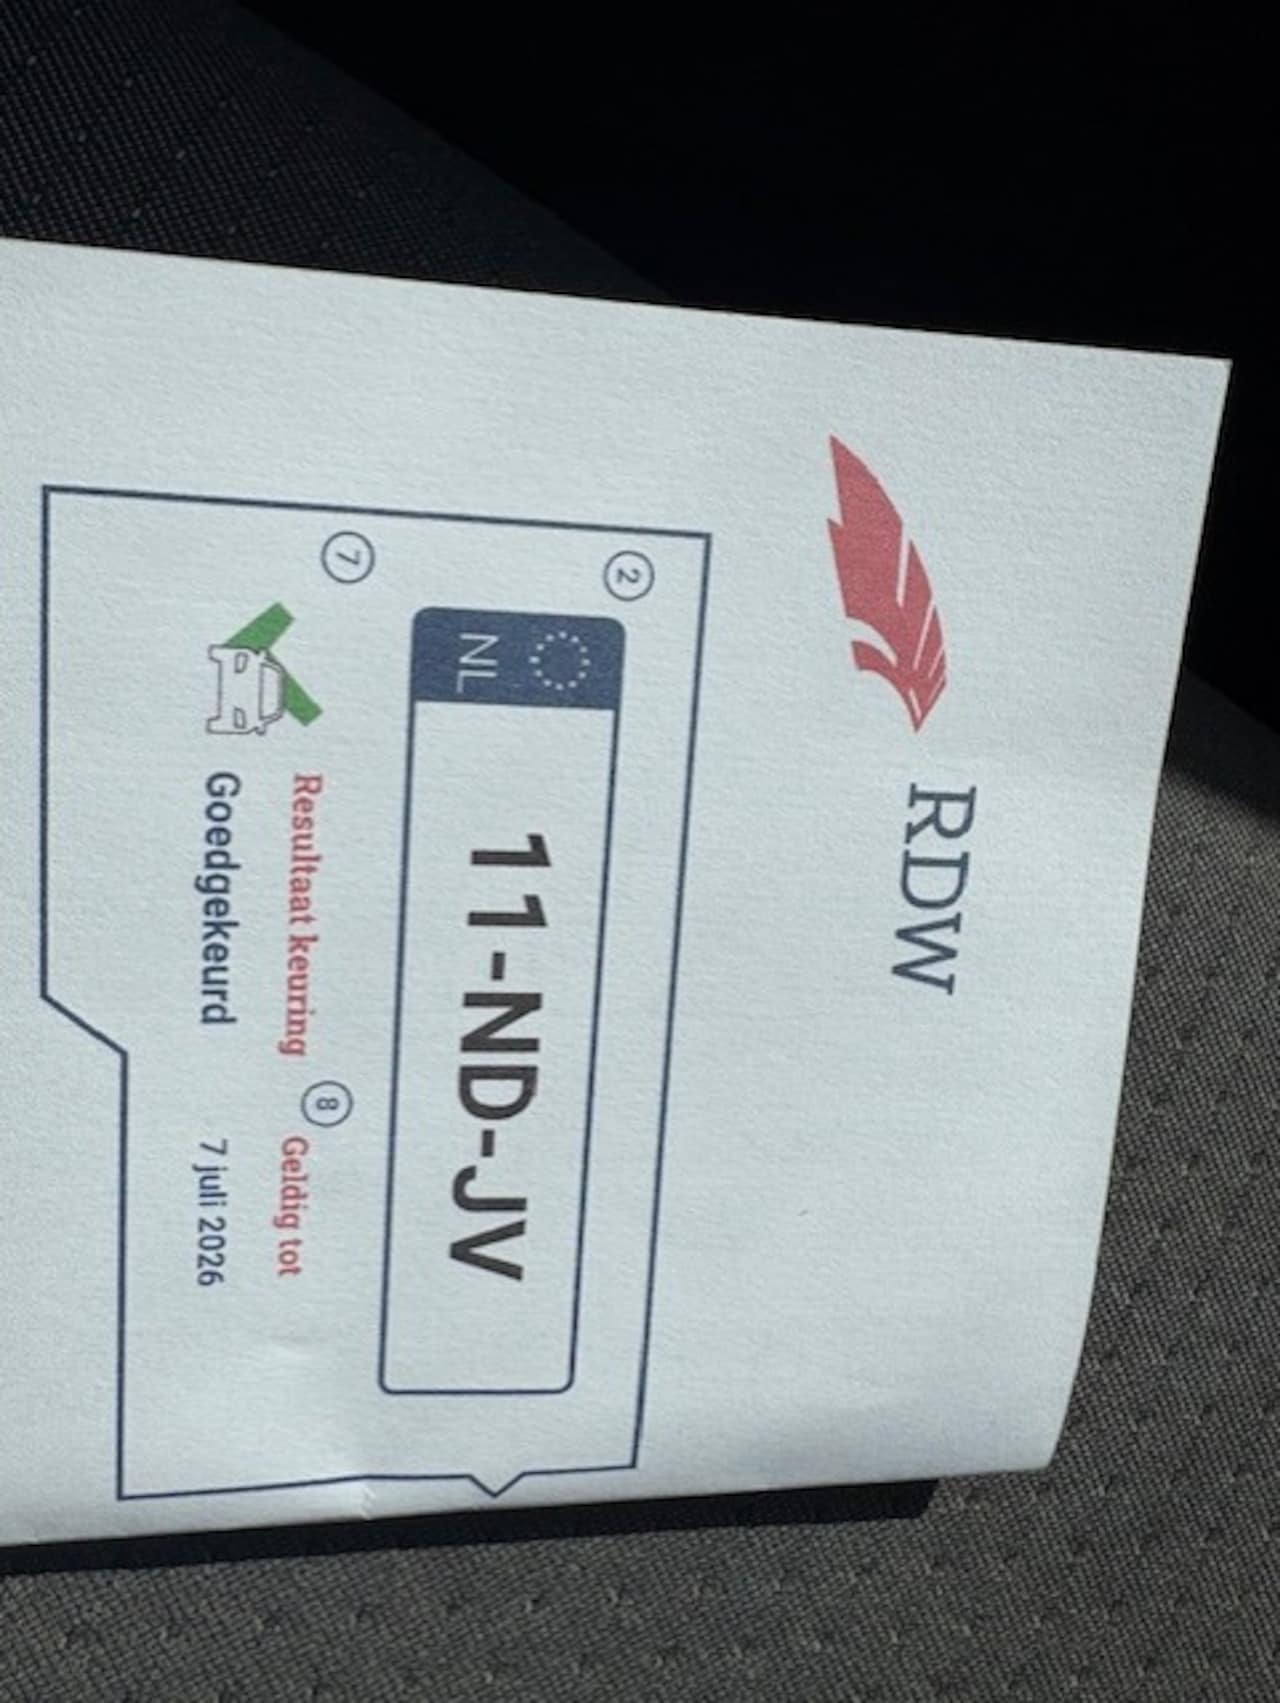 RDW
2
NL
11-ND-JV
7
Resultaat keuring
Goedgekeurd
8
Geldig tot
7 juli 2026